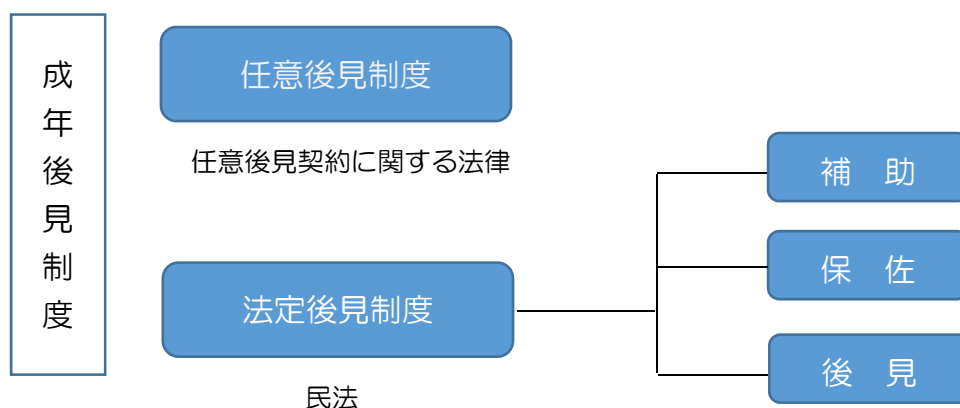 成年後見制度
任意後見制度
任意後見契約に関する法律
法定後見制度
民法
補　助
保　佐
後　見